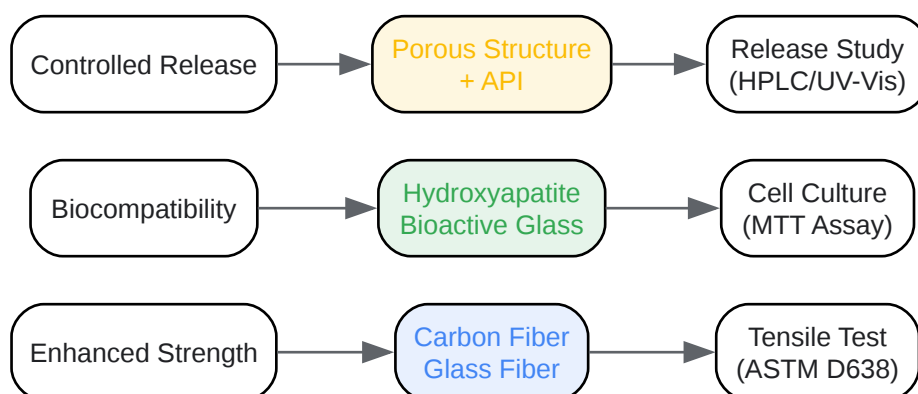 Controlled Release
Porous Structure
+ API
Release Study
(HPLC/UV-Vis)
Biocompatibility
Hydroxyapatite
Bioactive Glass
Cell Culture
(MTT Assay)
Enhanced Strength
Carbon Fiber
Glass Fiber
Tensile Test
(ASTM D638)